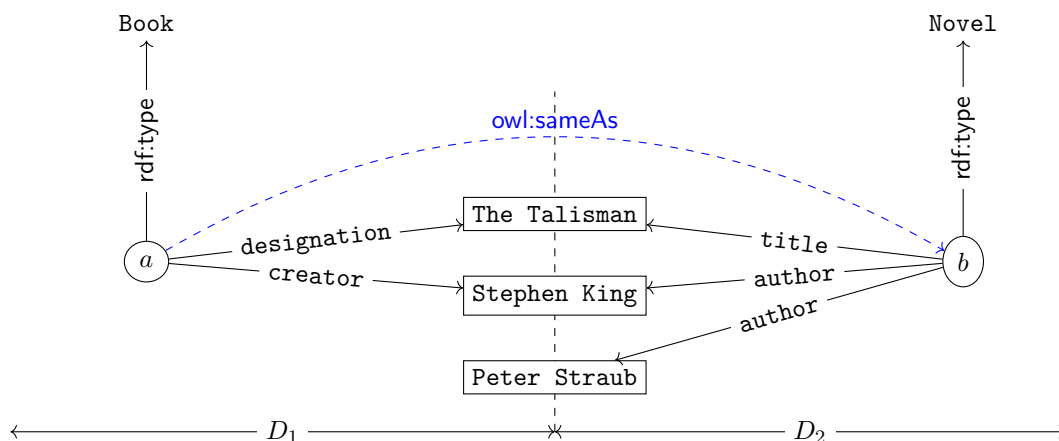 Book Novel
rdf:type rdf:type
owl:sameAs
The Talisman
designation title
a b
creator author
Stephen King
author
Peter Straub
D1 D2